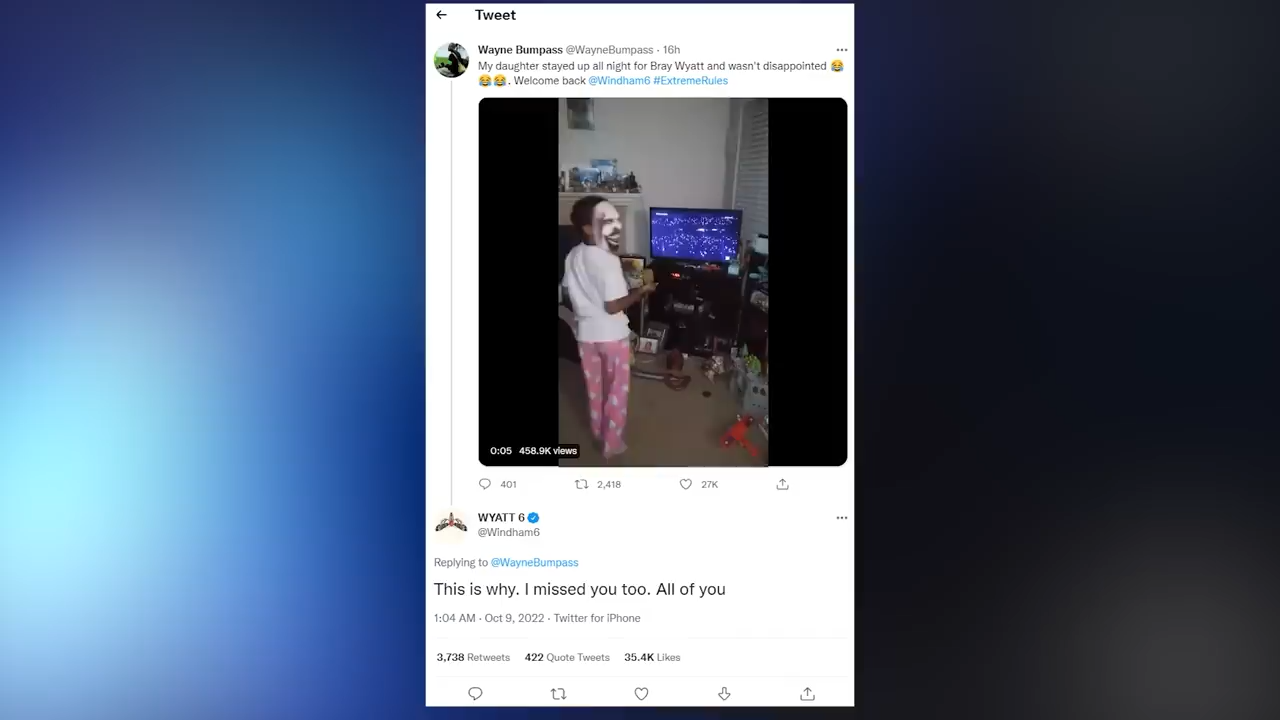 Tweet
Wayne Bumpass @WayneBumpass · 16h
My daughter stayed up all night for Bray Wyatt and wasn't disappointed 😂
😂😂. Welcome back @Windham6 #ExtremeRules
0:05 458.9K views
401 2,418 27K
WYATT 6
@Windham6
Replying to @WayneBumpass
This is why. I missed you too. All of you
1:04 AM · Oct 9, 2022 · Twitter for iPhone
3,738 Retweets 422 Quote Tweets 35.4K Likes